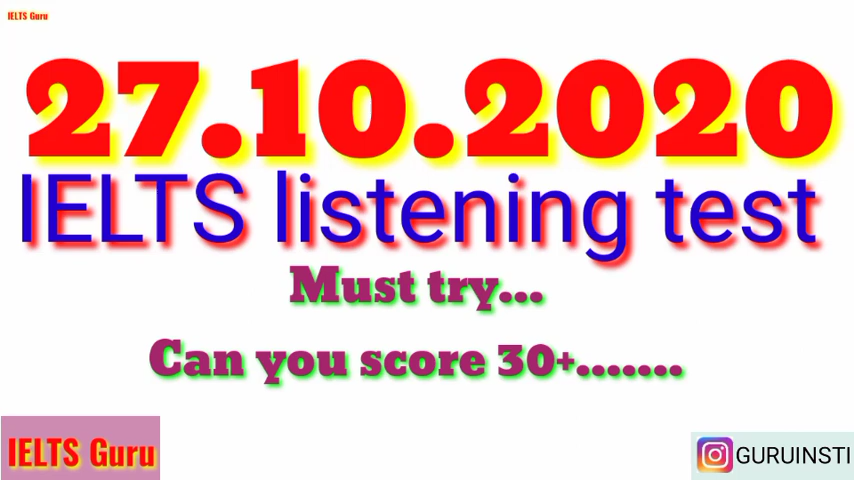 IELTS Guru
27.10.2020
IELTS listening test
Must try...
Can you score 30+.......
IELTS Guru
GURUINSTI